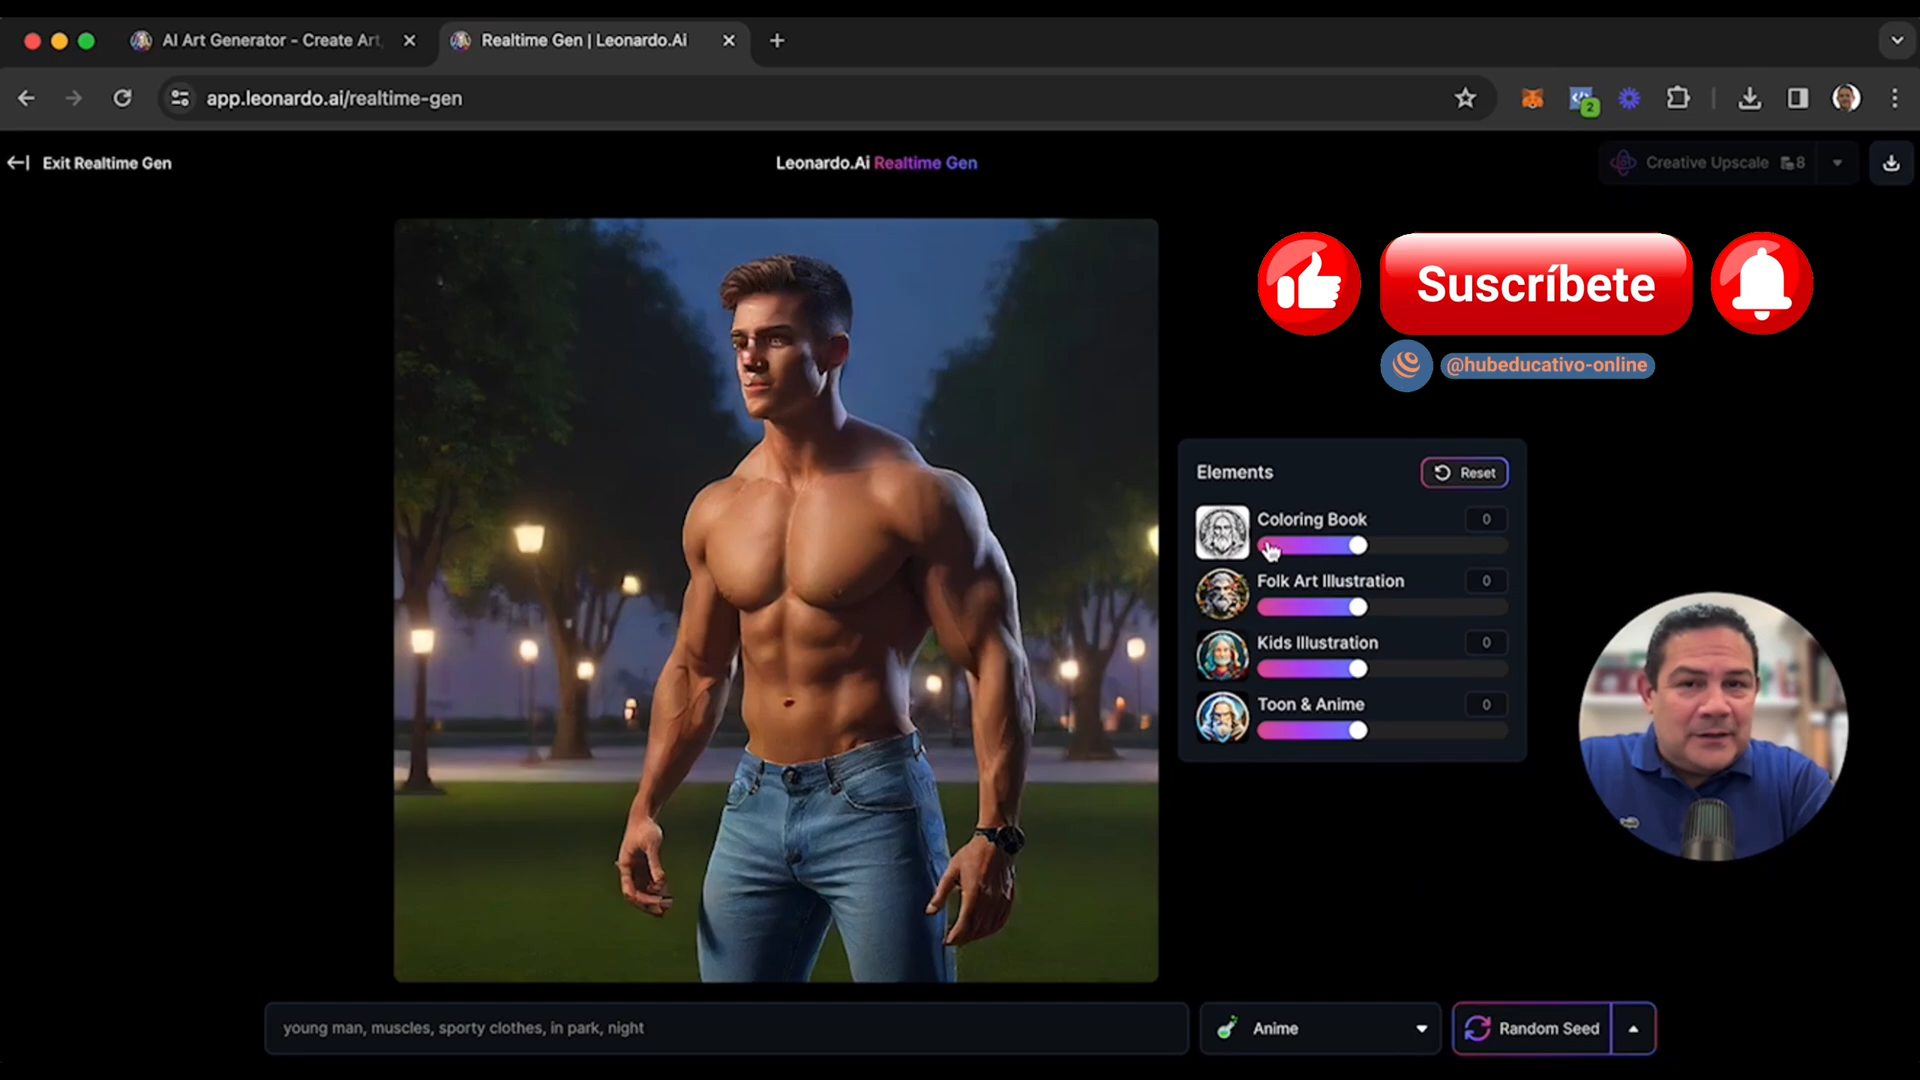 AI Art Generator - Create Art,
Realtime Gen | Leonardo.Ai
app.leonardo.ai/realtime-gen
2
Exit Realtime Gen
Leonardo.Ai Realtime Gen
Creative Upscale 8
Suscríbete
@hubeducativo-online
Elements
Reset
Coloring Book 0
Folk Art Illustration 0
Kids Illustration 0
Toon & Anime 0
young man, muscles, sporty clothes, in park, night
Anime
Random Seed